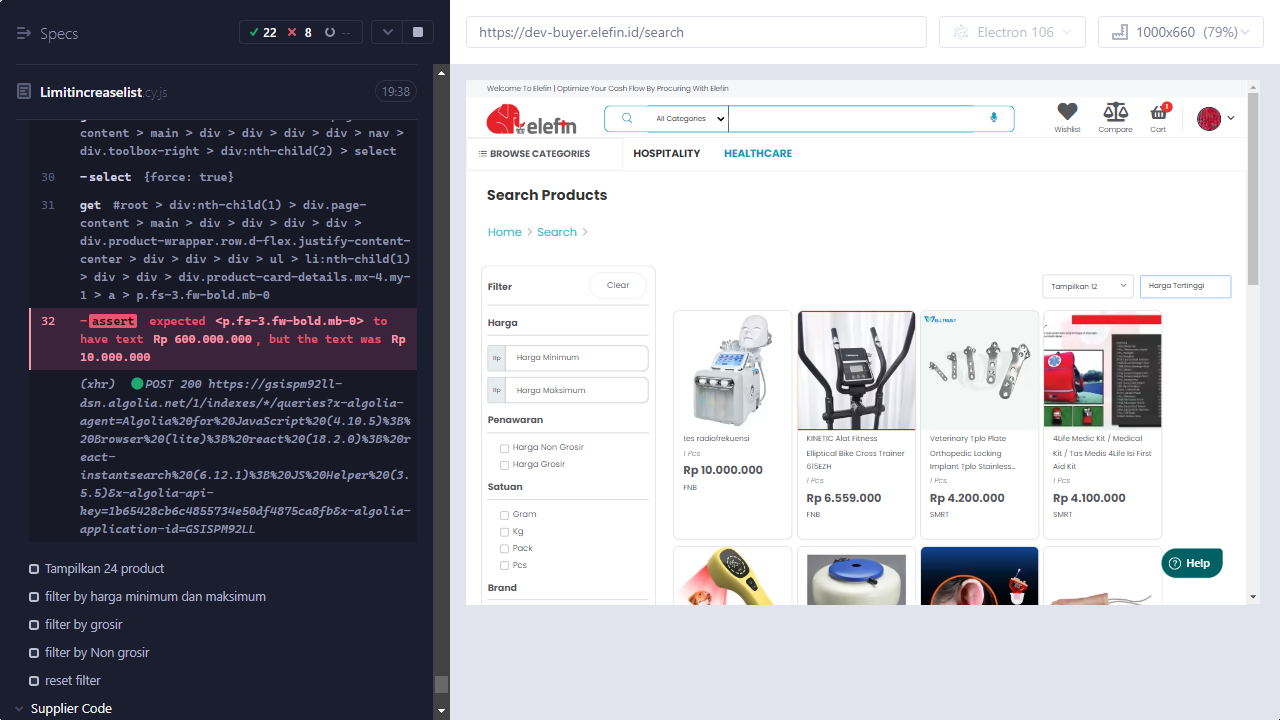 Specs
22
8
--
Limitincreaselist.cy.js
19:38
content > main > div > div > div > div > nav >
div.toolbox-right > div:nth-child(2) > select
30 -select {force: true}
31 get #root > div:nth-child(1) > div.page-
content > main > div > div > div > div > div >
div.product-wrapper.row.d-flex.justify-content-
center > div > div > div > ul > li:nth-child(1)
> div > div > div.product-card-details.mx-4.my-
1 > a > p.fs-3.fw-bold.mb-0
32 -assert expected <p.fs-3.fw-bold.mb-0> to
have text Rp 600.000.000, but the text was Rp
10.000.000
(xhr) POST 200 https://gsispm92ll-
dsn.algolia.net/1/indexes/*/queries?x-algolia-
agent=Algolia%20for%20JavaScript%20(4.10.5)%3B%
20Browser%20(lite)%3B%20react%20(18.2.0)%3B%20r
eact-
instantsearch%20(6.12.1)%3B%20JS%20Helper%20(3.
5.5)&x-algolia-api-
key=1b65428cb6c4855734e50df4875ca8fb&x-algolia-
application-id=GSISPM92LL
Tampilkan 24 product
filter by harga minimum dan maksimum
filter by grosir
filter by Non grosir
reset filter
Supplier Code
https://dev-buyer.elefin.id/search
Electron 106
1000x660 (79%)
Welcome To Elefin | Optimize Your Cash Flow By Procuring With Elefin
elefin
All Categories
Wishlist
Compare
1
Cart
BROWSE CATEGORIES
HOSPITALITY
HEALTHCARE
Search Products
Home > Search >
Filter
Clear
Tampilkan 12
Harga Tertinggi
Harga
Rp Harga Minimum
Rp Harga Maksimum
Penawaran
Harga Non Grosir
Harga Grosir
Satuan
Gram
Kg
Pack
Pcs
Brand
tes radiofrekuensi
1 Pcs
Rp 10.000.000
FNB
KINETIC Alat Fitness
Elliptical Bike Cross Trainer
615EZH
1 Pcs
Rp 6.559.000
FNB
WELLTRUST
Veterinary Tplo Plate
Orthopedic Locking
Implant Tplo Stainless...
1 Pcs
Rp 4.200.000
SMRT
4Life Medic Kit / Medical
Kit / Tas Medis 4Life Isi First
Aid Kit
1 Pcs
Rp 4.100.000
SMRT
Help